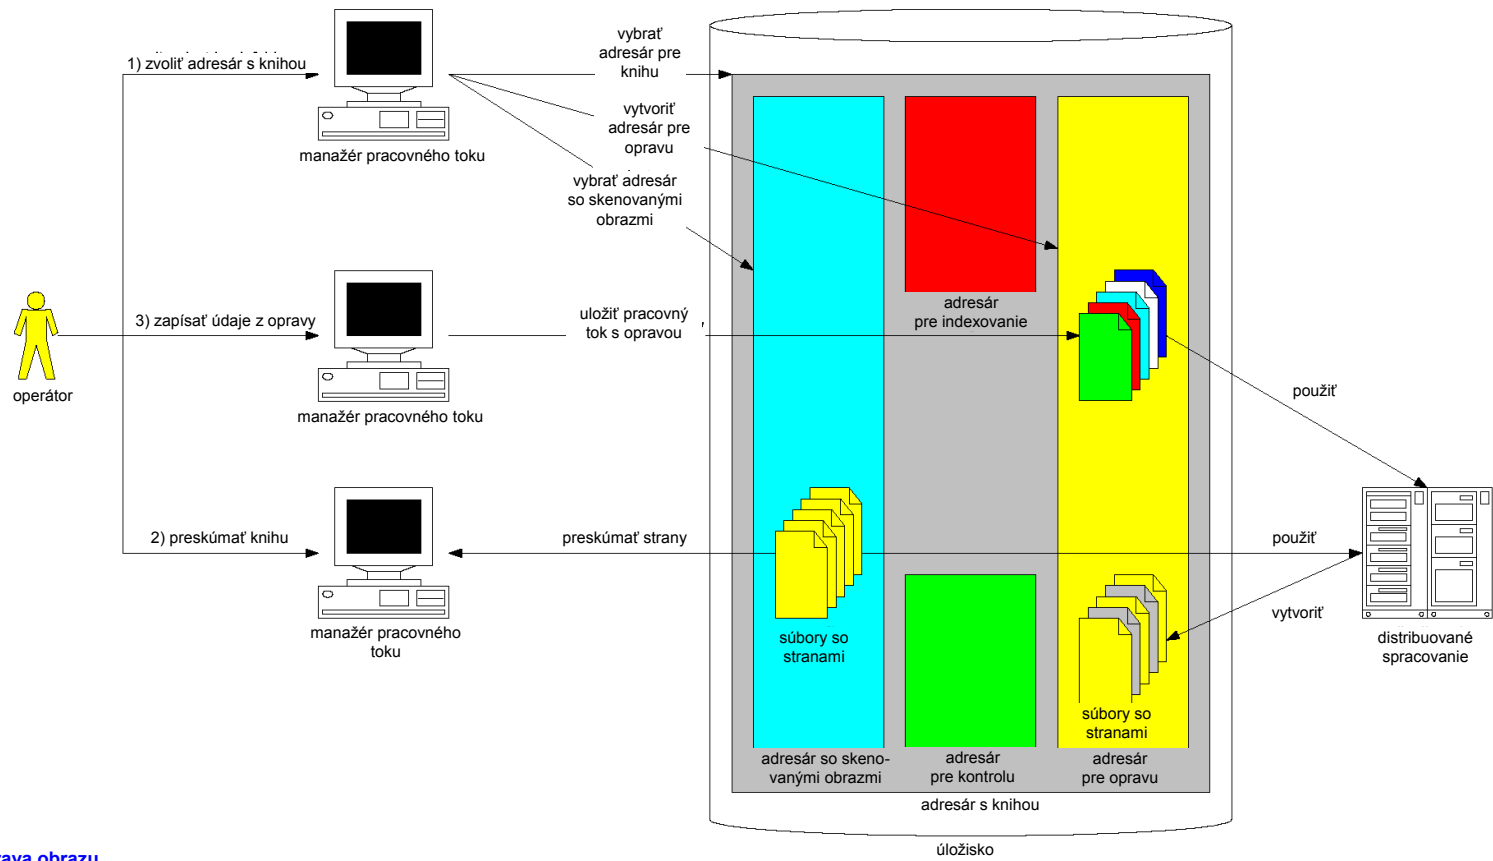 1) zvoliť adresár s knihou
manažér pracovného toku
vybrať
adresár pre
knihu
vytvoriť
adresár pre
opravu
vybrať adresár
so skenovanými
obrazmi
adresár
pre indexovanie
operátor
3) zapísať údaje z opravy
manažér pracovného toku
uložiť pracovný
tok s opravou
použiť
2) preskúmať knihu
manažér pracovného
toku
preskúmať strany
súbory so
stranami
použiť
vytvoriť
distribuované
spracovanie
súbory so
stranami
adresár so skeno-
vanými obrazmi
adresár
pre kontrolu
adresár
pre opravu
adresár s knihou
úložisko
obrazu